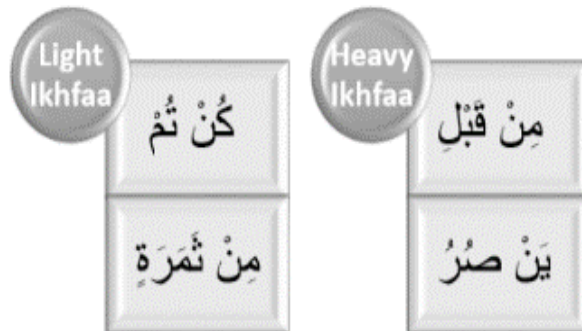 Light
Ikhfaa
كُنْ تُمْ
مِنْ ثَمَرَةٍ
Heavy
Ikhfaa
مِنْ قَبْلِ
يَنْ صُرُ